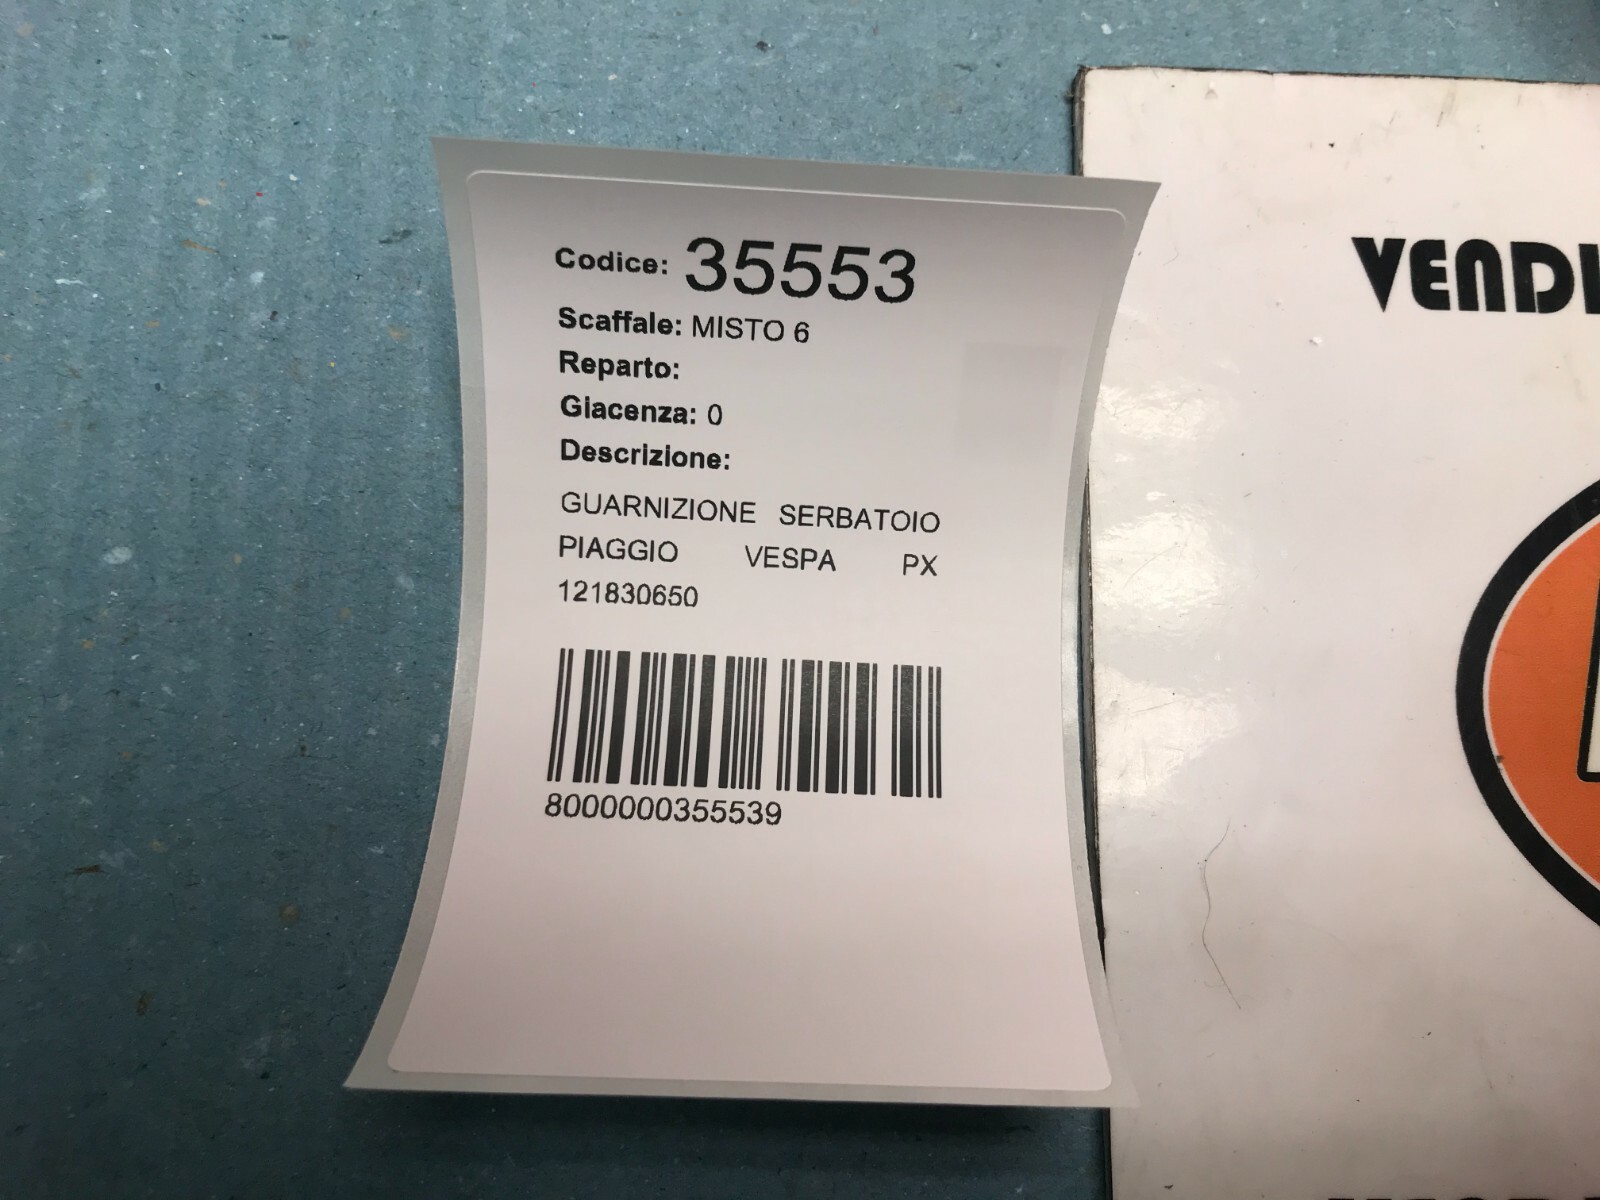 Codice: 35553
Scaffale: MISTO 6
Reparto:
Giacenza: 0
Descrizione:
GUARNIZIONE SERBATOIO
PIAGGIO VESPA PX
121830650
8000000355539
VENDI